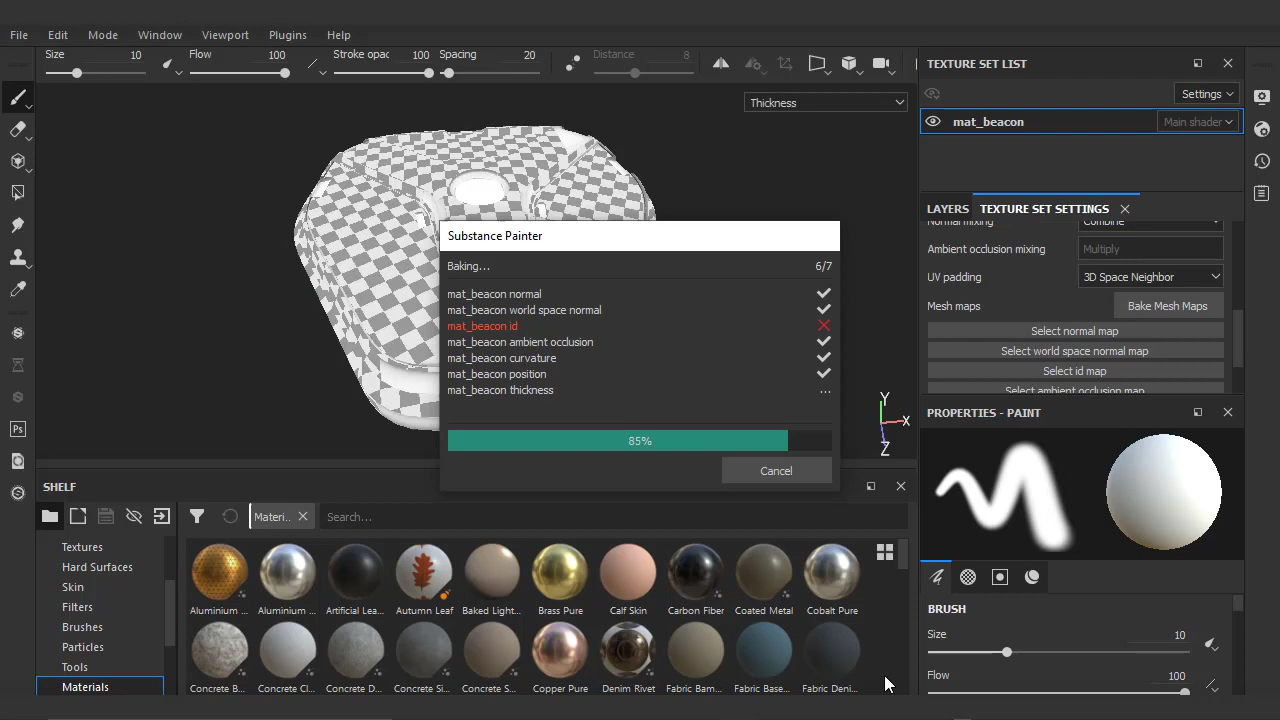 File Edit Mode Window Viewport Plugins Help
Size 10 Flow 100 Stroke opac 100 Spacing 20 Distance 8
Thickness
TEXTURE SET LIST
Settings
mat_beacon Main shader
LAYERS TEXTURE SET SETTINGS
Normal mixing Combine
Ambient occlusion mixing Multiply
UV padding 3D Space Neighbor
Mesh maps Bake Mesh Maps
Select normal map
Select world space normal map
Select id map
Select ambient occlusion map
Substance Painter
Baking... 6/7
mat_beacon normal
mat_beacon world space normal
mat_beacon id
mat_beacon ambient occlusion
mat_beacon curvature
mat_beacon position
mat_beacon thickness ...
85%
Cancel
Y
X
Z
PROPERTIES - PAINT
BRUSH
Size 10
Flow 100
Ps
SHELF
Materi.. Search...
Textures
Hard Surfaces
Skin
Filters
Brushes
Particles
Tools
Materials
Aluminium ... Aluminium ... Artificial Lea... Autumn Leaf Baked Light... Brass Pure Calf Skin Carbon Fiber Coated Metal Cobalt Pure
Concrete B... Concrete Cl... Concrete D... Concrete Si... Concrete S... Copper Pure Denim Rivet Fabric Bam... Fabric Base... Fabric Deni...